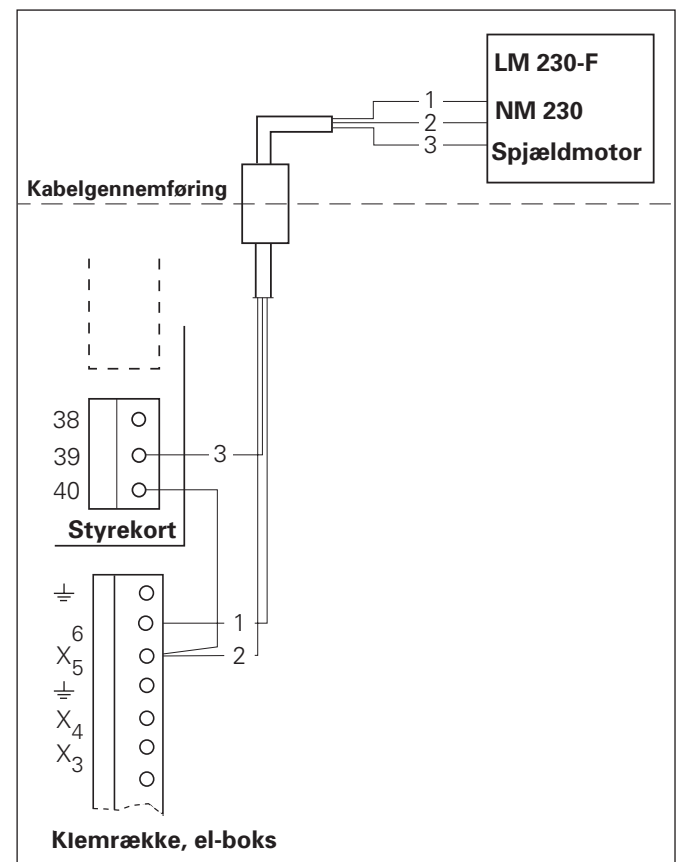 LM 230-F
1
NM 230
2
3
Spjældmotor
Kabelgennemføring
38
39
3
40
Styrekort
6
1
X5
2
X4
X3
Klemrække, el-boks